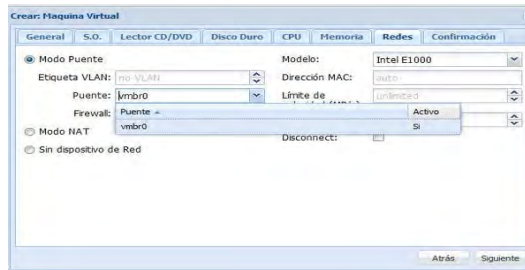 Crear: Maquina Virtual
General S.O. Lector CD/DVD Disco Duro CPU Memoria Redes Confirmación
Modo Puente
Etiqueta VLAN: no VLAN
Puente: vmbr0
Firewall:
Puente Activo
vmbr0 Si
Modo NAT
Sin dispositivo de Red
Modelo: Intel E1000
Dirección MAC: auto
Límite de unlimited
Disconnect:
Atrás Siguiente